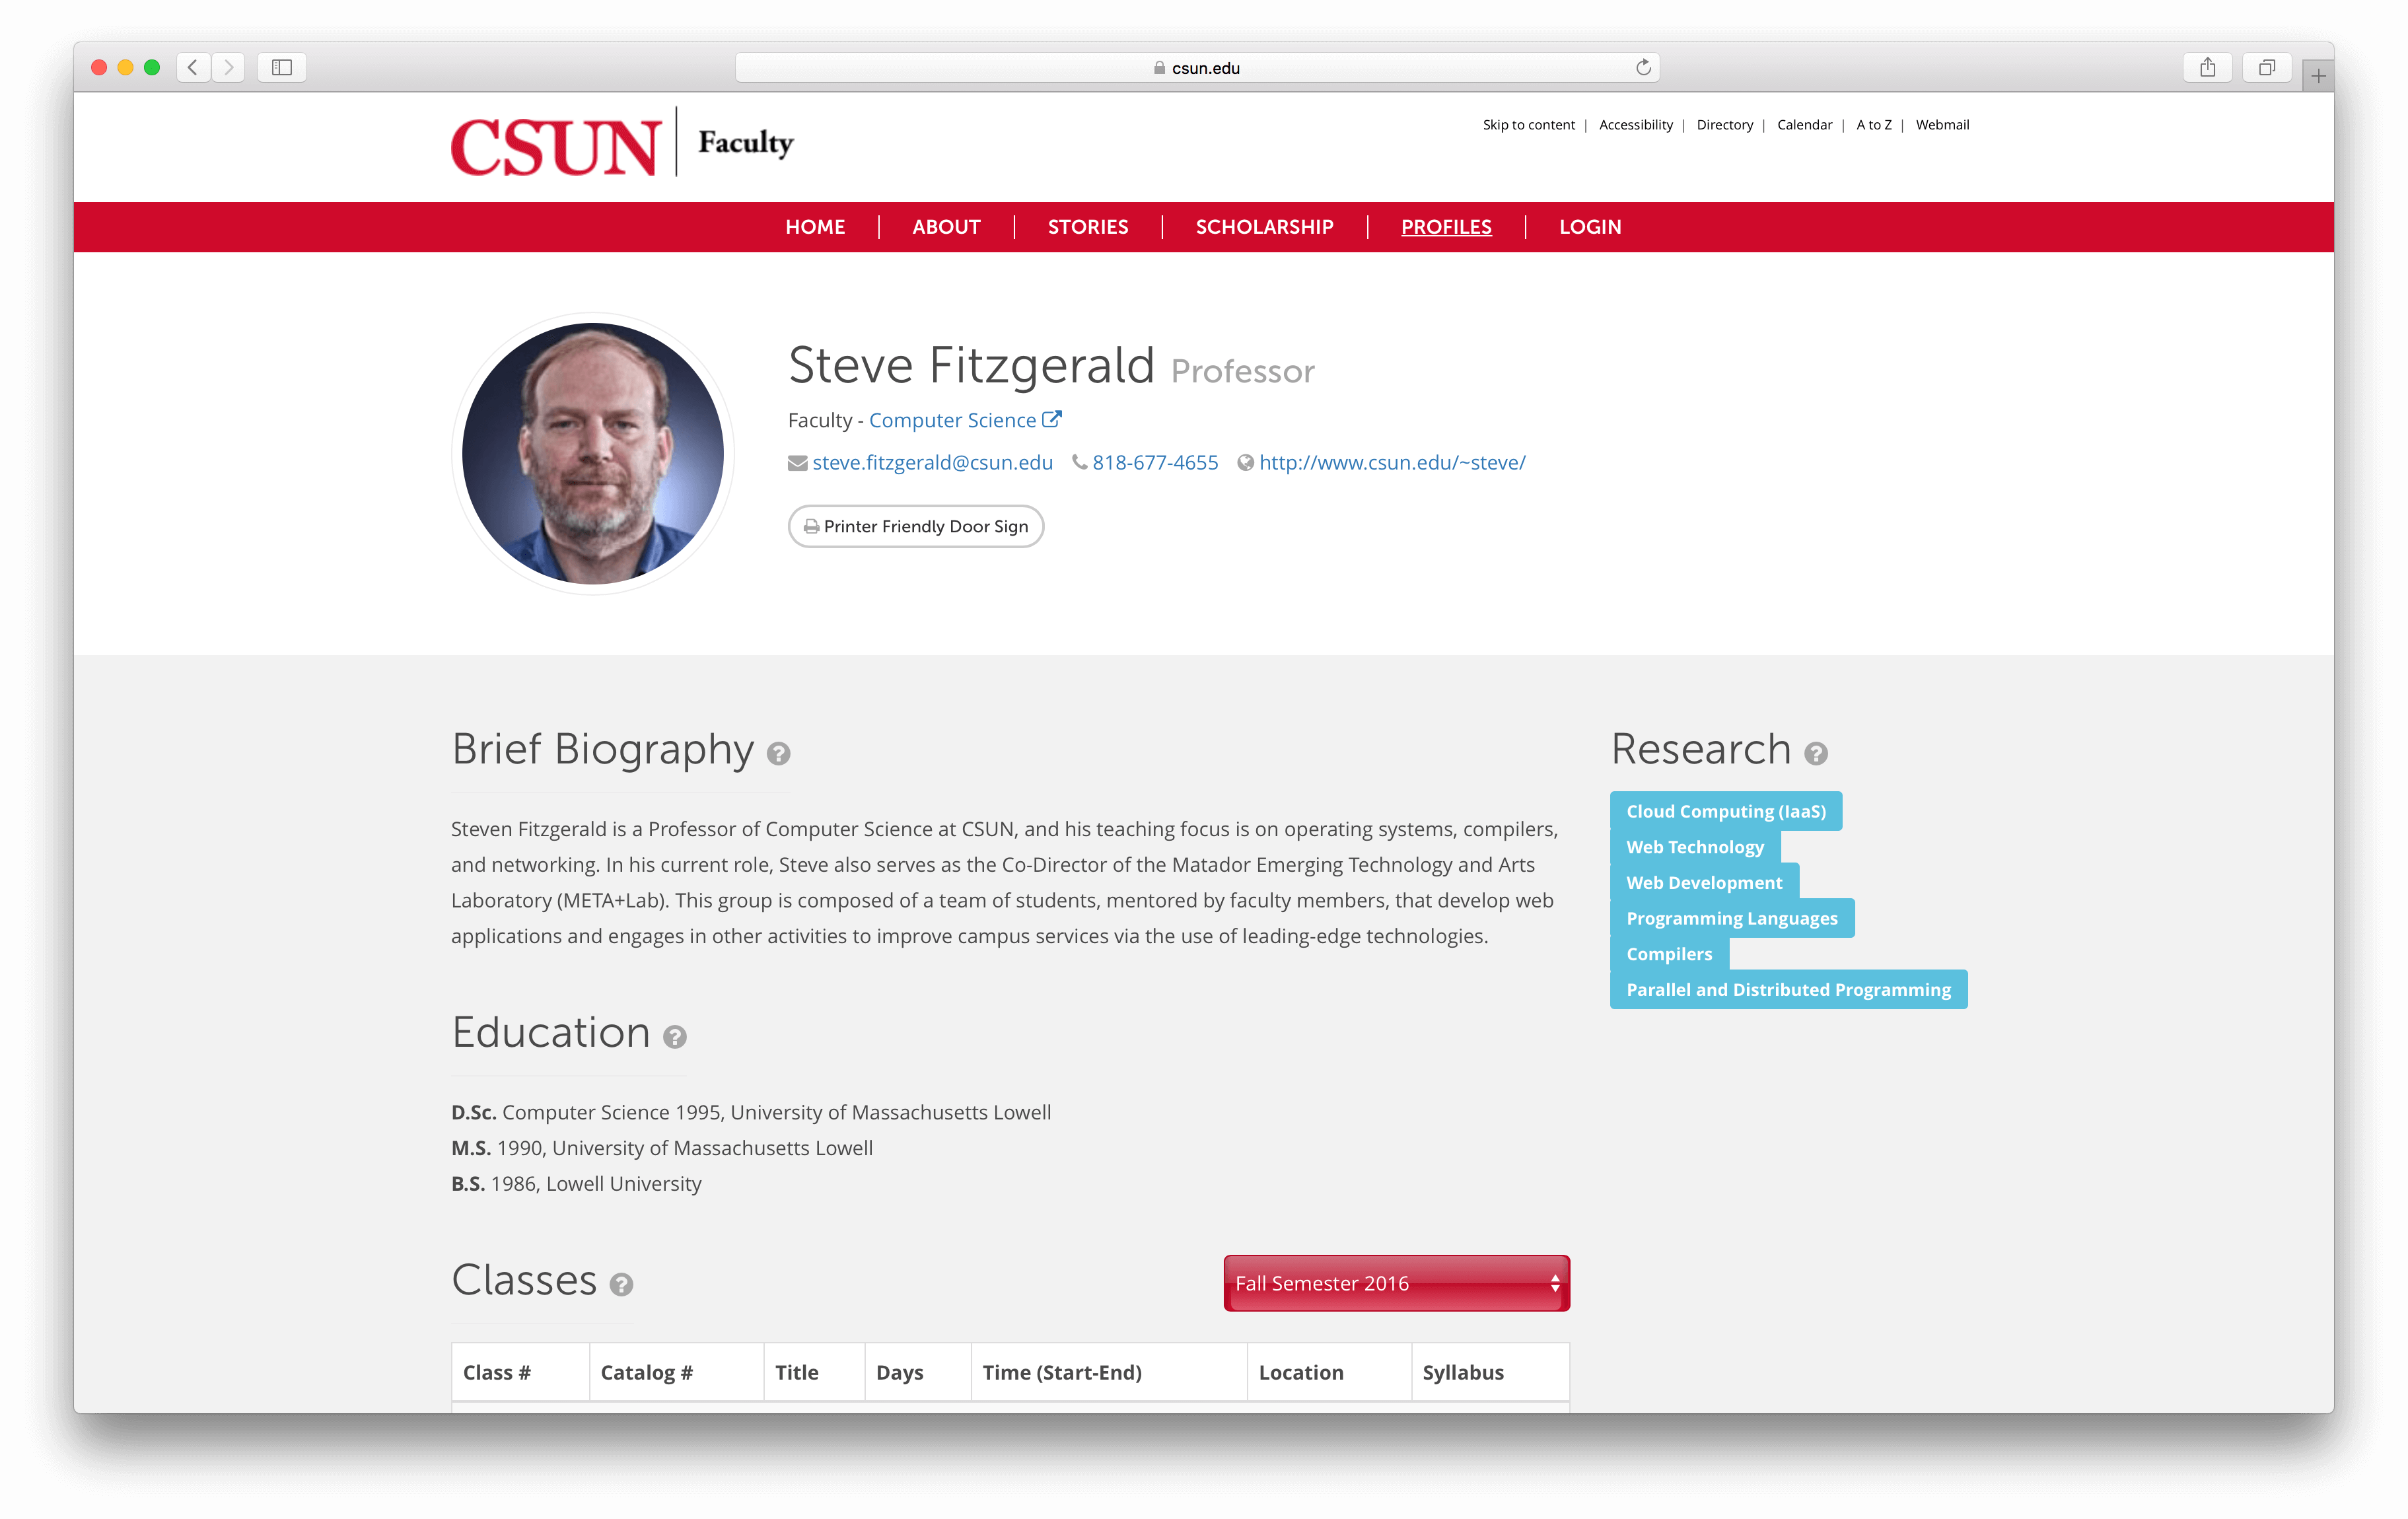 csun.edu
CSUN Faculty
Skip to content | Accessibility | Directory | Calendar | A to Z | Webmail
HOME | ABOUT | STORIES | SCHOLARSHIP | PROFILES | LOGIN
Steve Fitzgerald Professor
Faculty - Computer Science
steve.fitzgerald@csun.edu 818-677-4655 http://www.csun.edu/~steve/
Printer Friendly Door Sign
Brief Biography ?
Steven Fitzgerald is a Professor of Computer Science at CSUN, and his teaching focus is on operating systems, compilers,
and networking. In his current role, Steve also serves as the Co-Director of the Matador Emerging Technology and Arts
Laboratory (META+Lab). This group is composed of a team of students, mentored by faculty members, that develop web
applications and engages in other activities to improve campus services via the use of leading-edge technologies.
Research ?
Cloud Computing (IaaS)
Web Technology
Web Development
Programming Languages
Compilers
Parallel and Distributed Programming
Education ?
D.Sc. Computer Science 1995, University of Massachusetts Lowell
M.S. 1990, University of Massachusetts Lowell
B.S. 1986, Lowell University
Classes ?
Fall Semester 2016
Class # Catalog # Title Days Time (Start-End) Location Syllabus